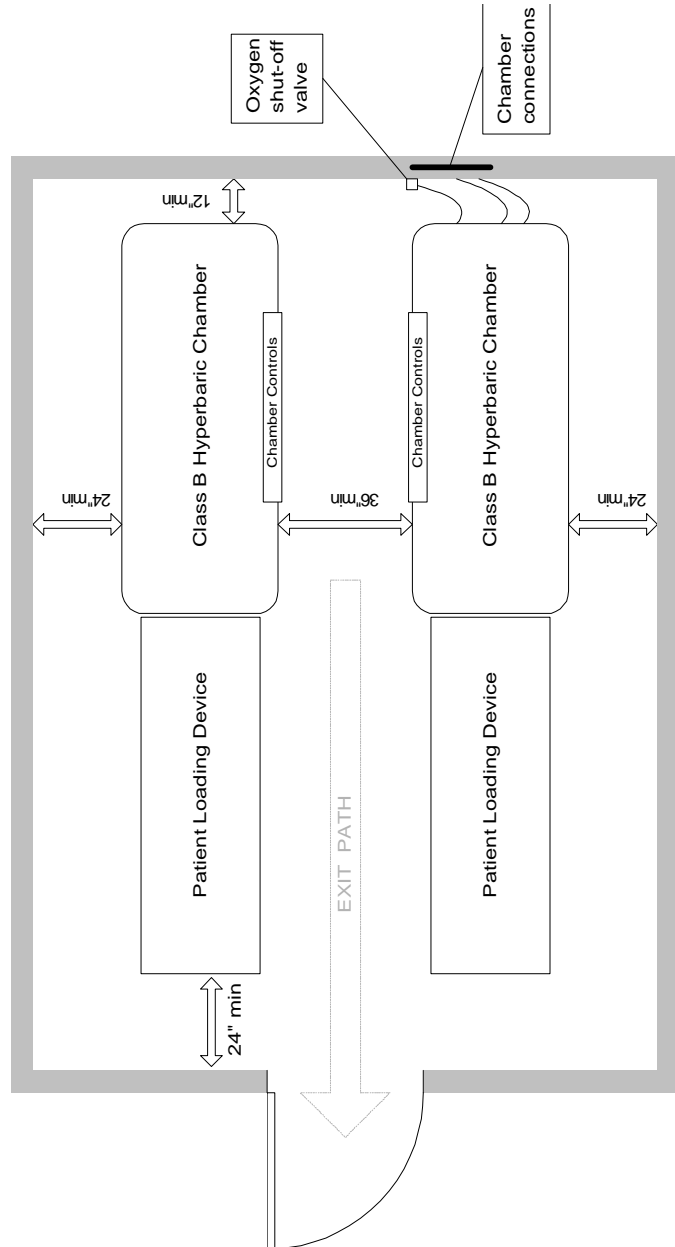 Oxygen
shut-off
valve
Chamber
connections
12"min
Class B Hyperbaric Chamber
Chamber Controls
Chamber Controls
Class B Hyperbaric Chamber
24"min
36"min
24"min
Patient Loading Device
EXIT PATH
Patient Loading Device
24" min